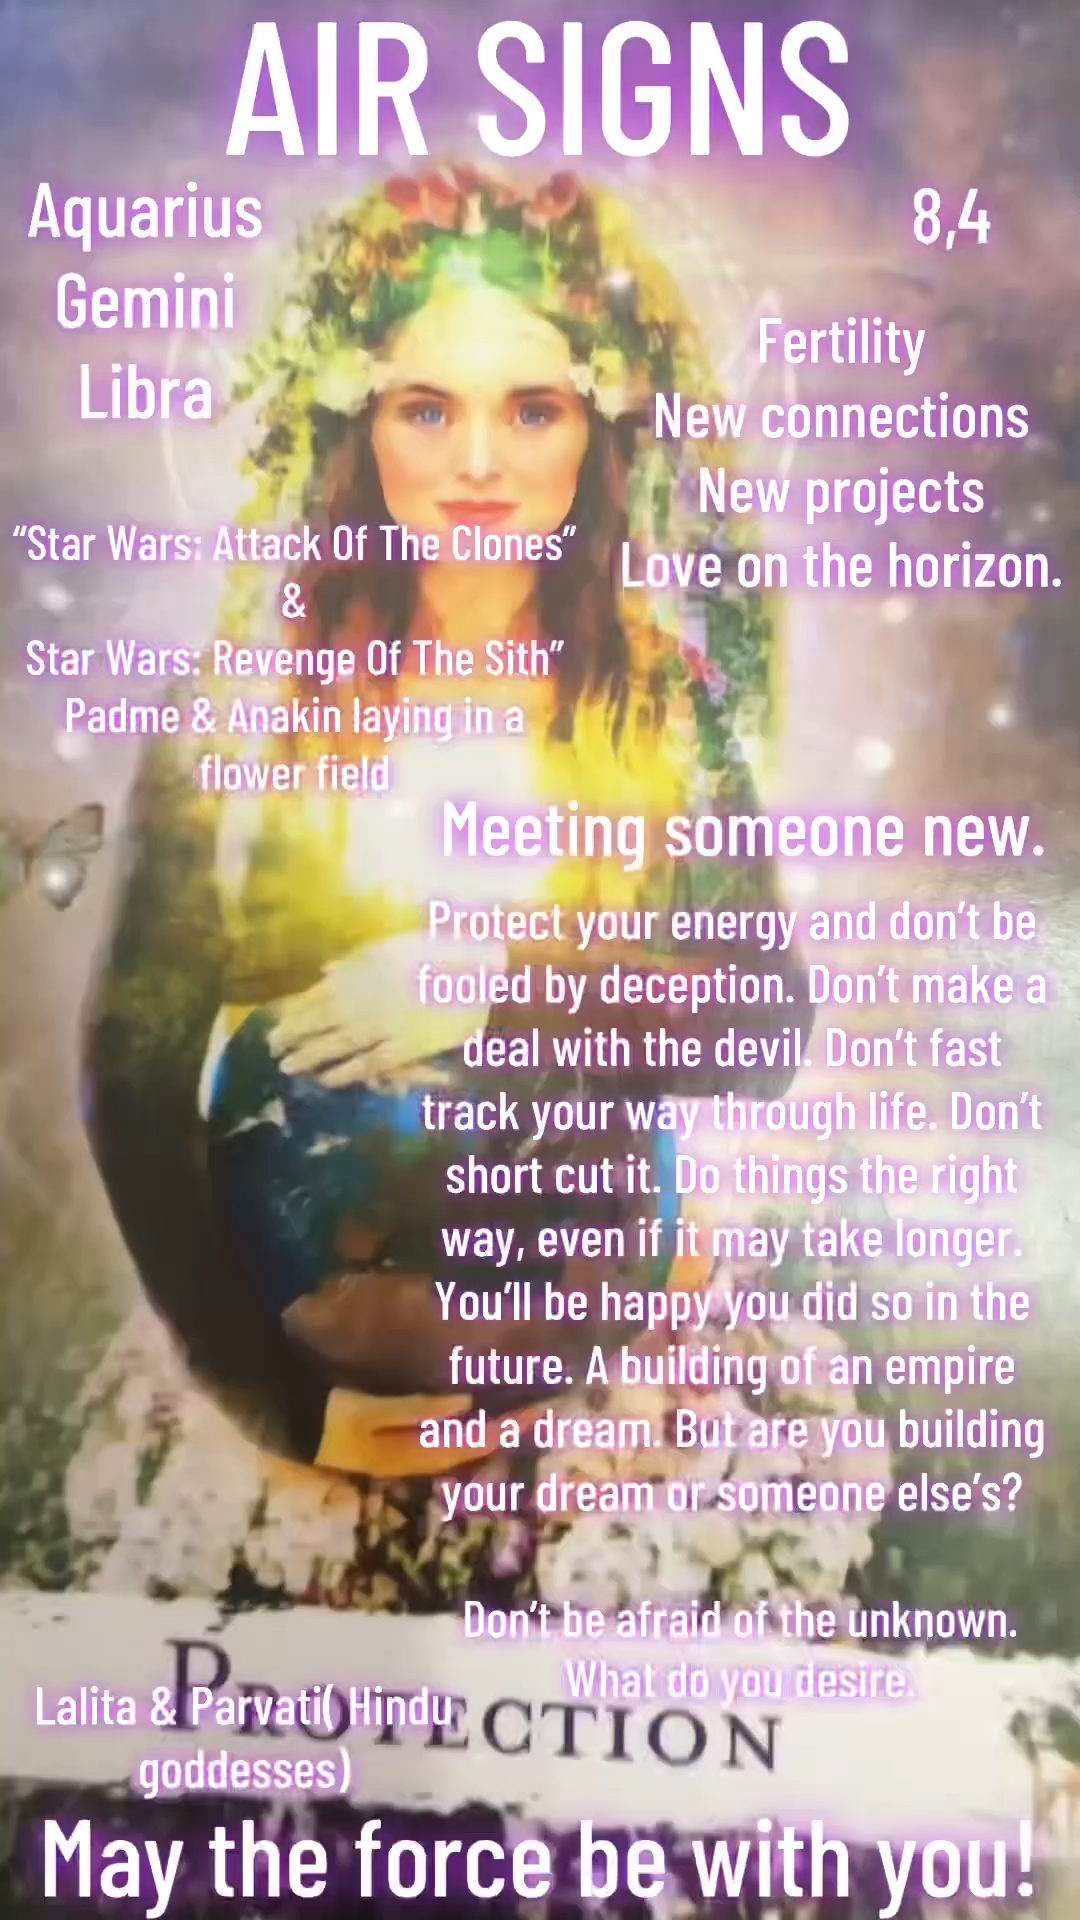 AIR SIGNS
Aquarius
Gemini
Libra
8,4
Fertility
New connections
New projects
Love on the horizon.
“Star Wars: Attack Of The Clones”
&
Star Wars: Revenge Of The Sith”
Padme & Anakin laying in a
flower field
Meeting someone new.
Protect your energy and don’t be
fooled by deception. Don’t make a
deal with the devil. Don’t fast
track your way through life. Don’t
short cut it. Do things the right
way, even if it may take longer.
You’ll be happy you did so in the
future. A building of an empire
and a dream. But are you building
your dream or someone else’s?
Don’t be afraid of the unknown.
What do you desire.
PROTECTION
Lalita & Parvati( Hindu
goddesses)
May the force be with you!